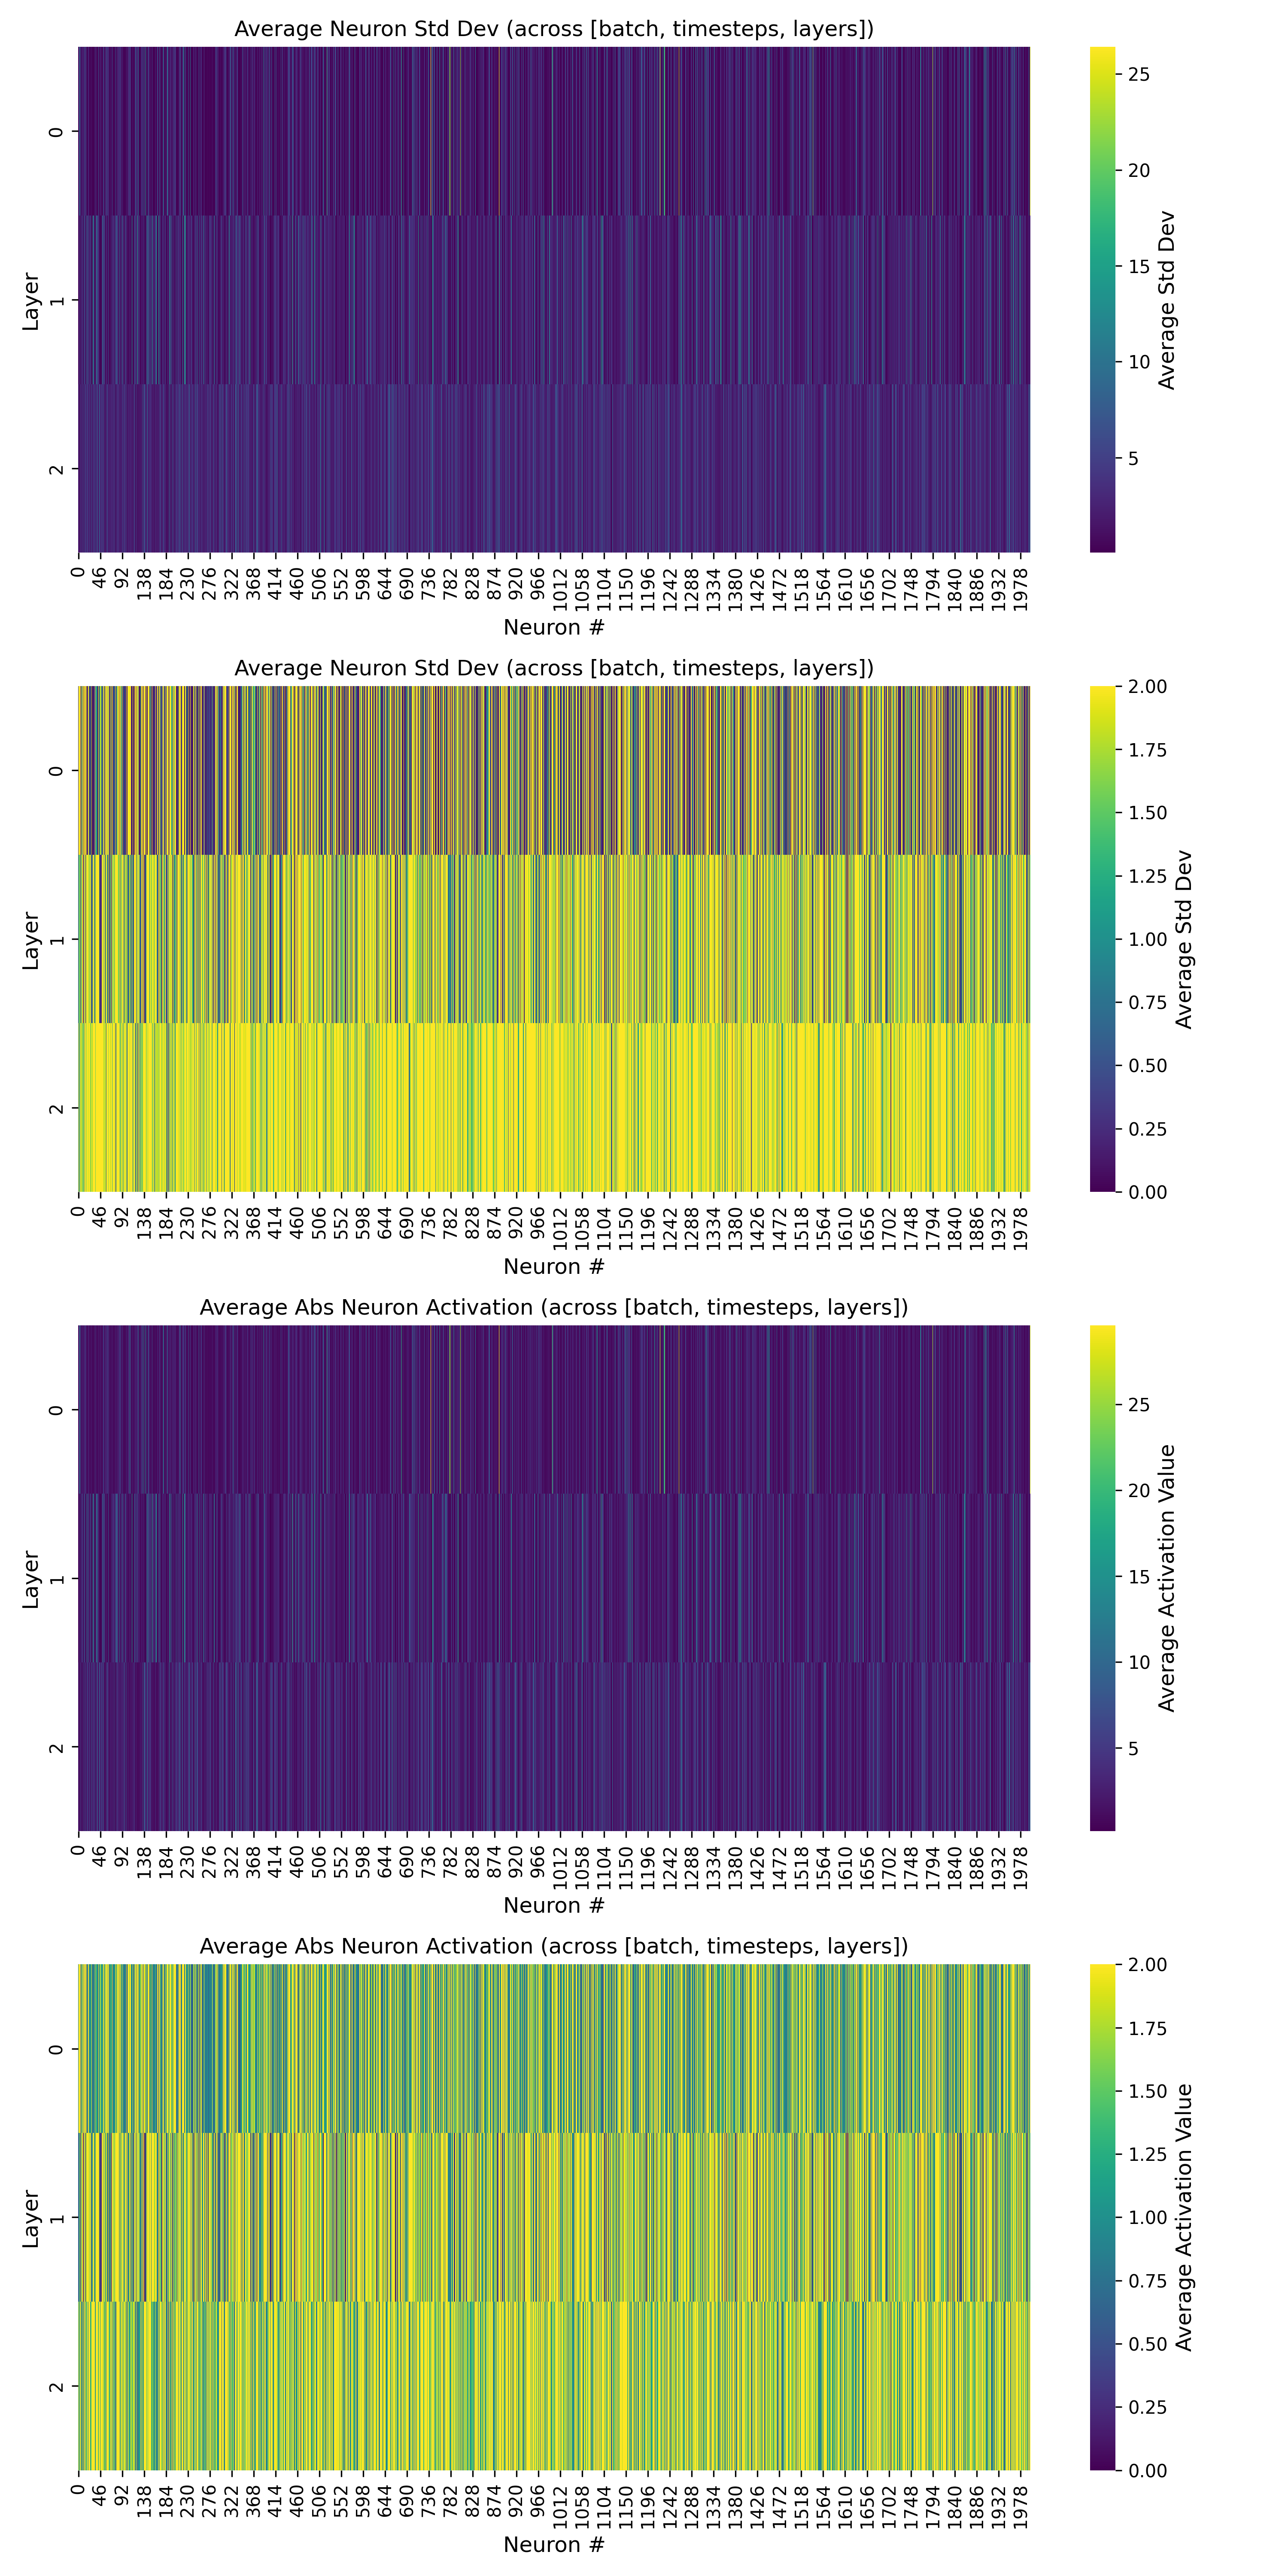 Average Neuron Std Dev (across [batch, timesteps, layers])
Layer
0
1
2
0 46 92 138 184 230 276 322 368 414 460 506 552 598 644 690 736 782 828 874 920 966 1012 1058 1104 1150 1196 1242 1288 1334 1380 1426 1472 1518 1564 1610 1656 1702 1748 1794 1840 1886 1932 1978
Neuron #
25
20
15
10
5
Average Std Dev
Average Neuron Std Dev (across [batch, timesteps, layers])
Layer
0
1
2
0 46 92 138 184 230 276 322 368 414 460 506 552 598 644 690 736 782 828 874 920 966 1012 1058 1104 1150 1196 1242 1288 1334 1380 1426 1472 1518 1564 1610 1656 1702 1748 1794 1840 1886 1932 1978
Neuron #
2.00
1.75
1.50
1.25
1.00
0.75
0.50
0.25
0.00
Average Std Dev
Average Abs Neuron Activation (across [batch, timesteps, layers])
Layer
0
1
2
0 46 92 138 184 230 276 322 368 414 460 506 552 598 644 690 736 782 828 874 920 966 1012 1058 1104 1150 1196 1242 1288 1334 1380 1426 1472 1518 1564 1610 1656 1702 1748 1794 1840 1886 1932 1978
Neuron #
25
20
15
10
5
Average Activation Value
Average Abs Neuron Activation (across [batch, timesteps, layers])
Layer
0
1
2
0 46 92 138 184 230 276 322 368 414 460 506 552 598 644 690 736 782 828 874 920 966 1012 1058 1104 1150 1196 1242 1288 1334 1380 1426 1472 1518 1564 1610 1656 1702 1748 1794 1840 1886 1932 1978
Neuron #
2.00
1.75
1.50
1.25
1.00
0.75
0.50
0.25
0.00
Average Activation Value